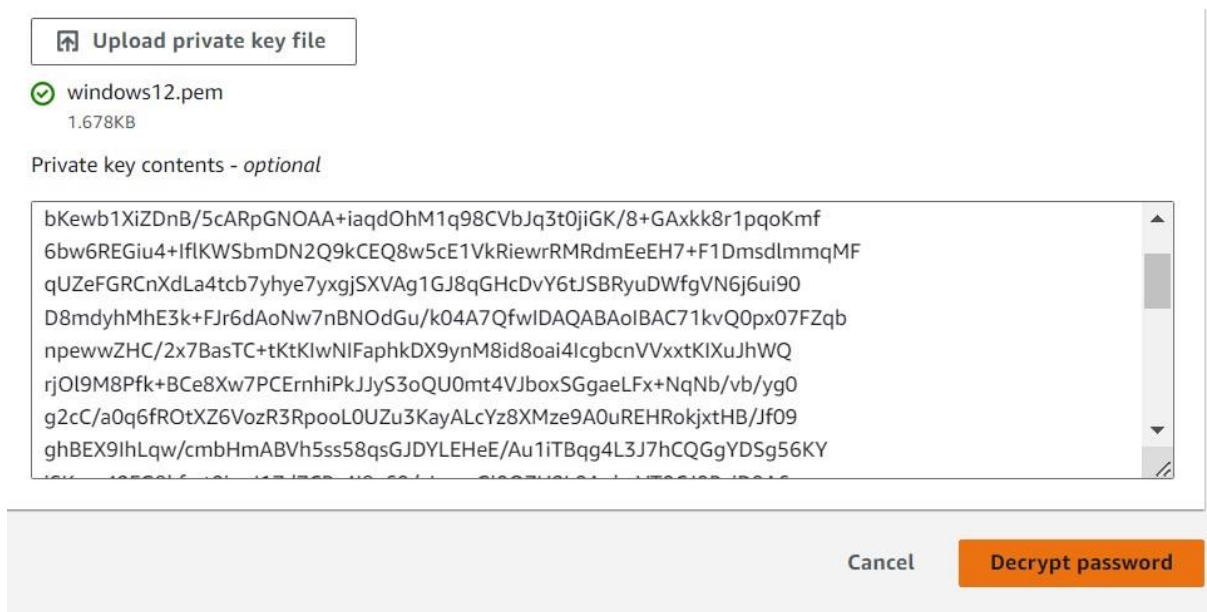 Upload private key file
windows12.pem
1.678KB
Private key contents - optional
bKewb1XiZDnB/5cARpGNOAA+iaqdOhM1q98CVbJq3t0jiGK/8+GAxkk8r1pqoKmf
6bw6REGiu4+IflKWSbmDN2Q9kCEQ8w5cE1VkRiewrRMRdmEeEH7+F1DmsdlmmqMF
qUZeFGRCnXdLa4tcb7yhye7yxgjSXVAg1GJ8qGHcDvY6tJSBRyuDWfgVN6j6ui90
D8mdyhMhE3k+FJr6dAoNw7nBNOdGu/k04A7QfwIDAQABAoIBAC71kvQ0px07FZqb
npewwZHC/2x7BasTC+tKtKIwNIFaphkDX9ynM8id8oai4IcgbcnVVxxtKIXuJhWQ
rjOl9M8Pfk+BCe8Xw7PCErnhiPkJJyS3oQU0mt4VJboxSGgaeLFx+NqNb/vb/yg0
g2cC/a0q6fROtXZ6VozR3RpooL0UZu3KayALcYz8XMze9A0uREHRokjxtHB/Jf09
ghBEX9IhLqw/cmbHmABVh5ss58qsGJDYLEHeE/Au1iTBqg4L3J7hCQGgYDSg56KY
Cancel
Decrypt password